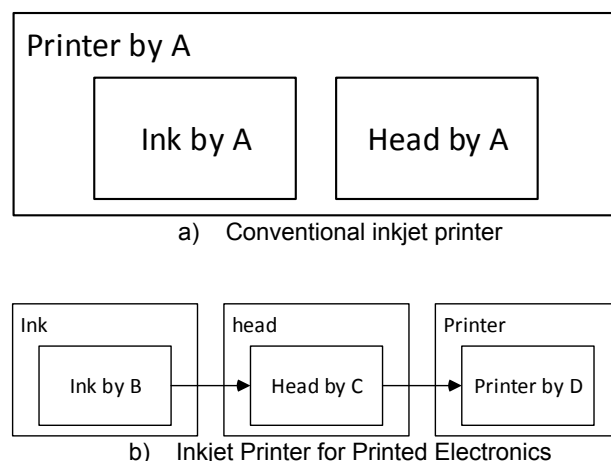 Printer by A
Ink by A
Head by A
a) Conventional inkjet printer
Ink
head
Printer
Ink by B
Head by C
Printer by D
b) Inkjet Printer for Printed Electronics